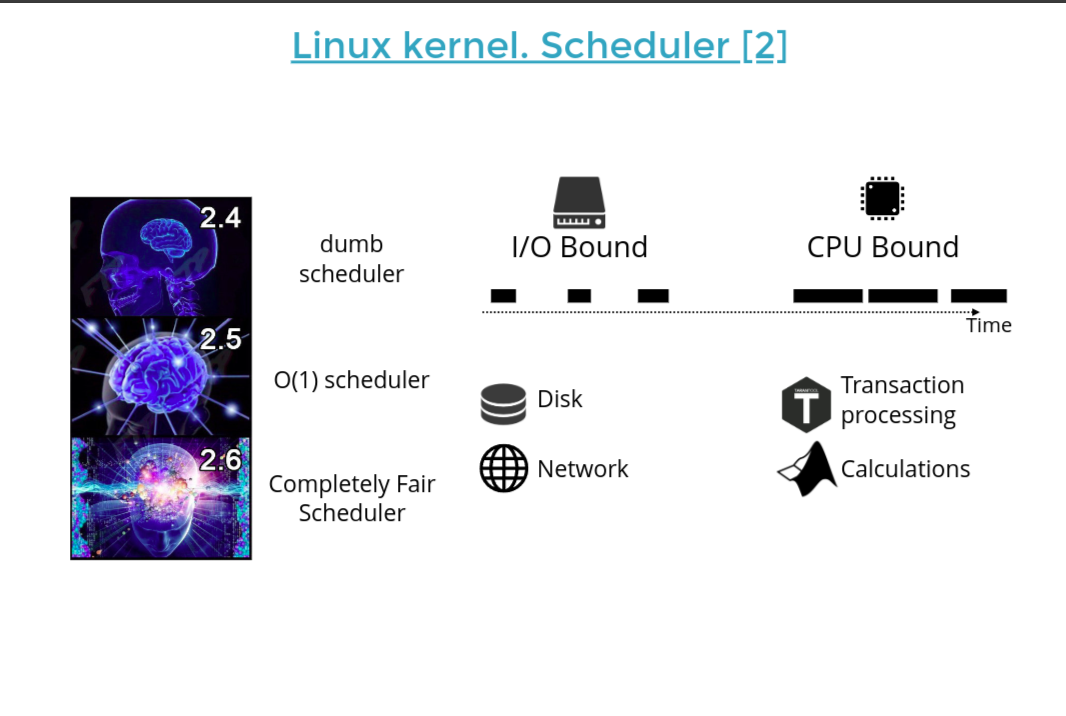 Linux kernel. Scheduler [2]
2.4
dumb
scheduler
2.5
O(1) scheduler
2.6
Completely Fair
Scheduler
I/O Bound
CPU Bound
Time
Disk
Network
T
Transaction
processing
Calculations